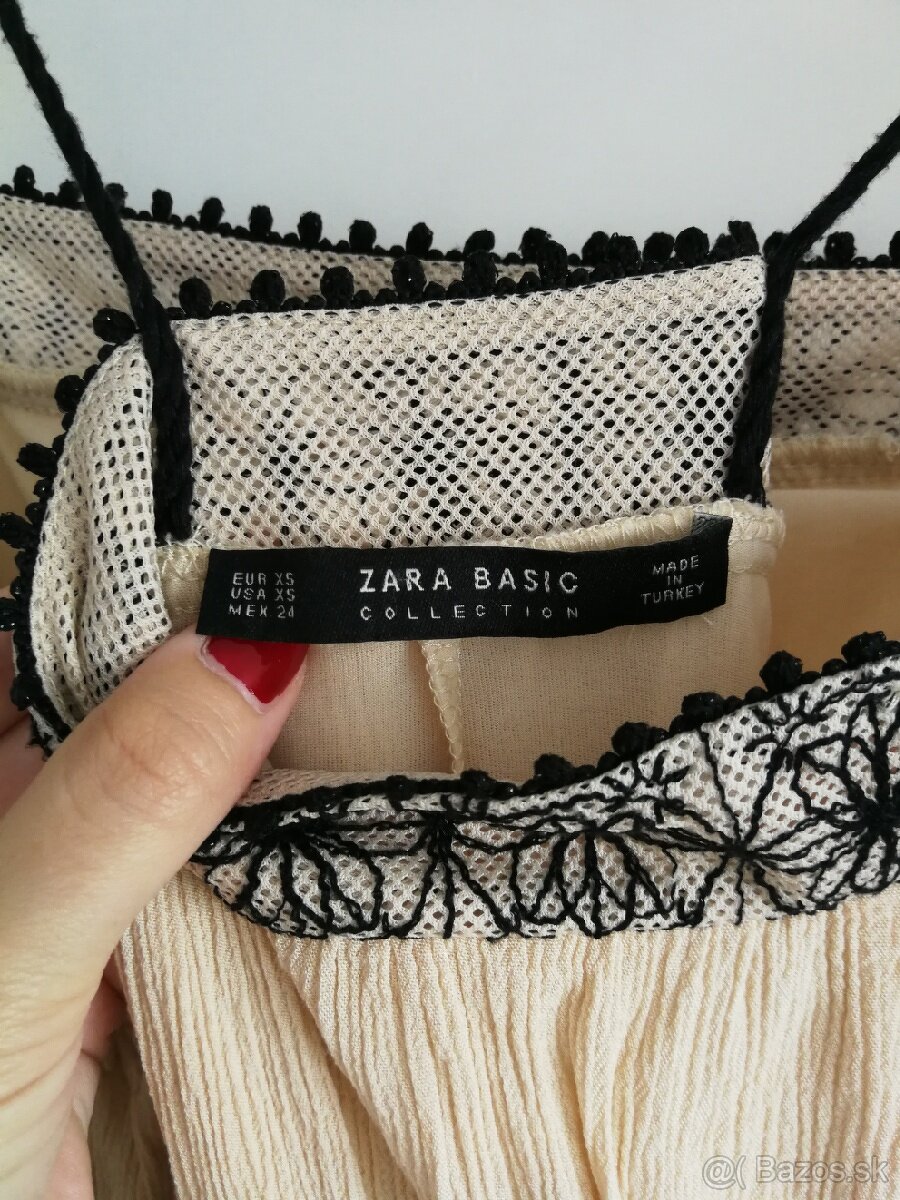 EUR XS
USA XS
MEX 24
ZARA BASIC
COLLECTION
MADE
IN
TURKEY
@( Bazos.sk